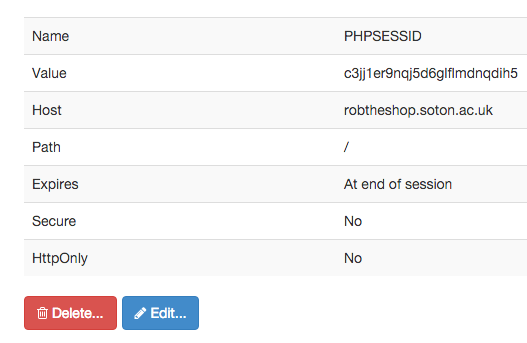 Name PHPSESSID
Value c3jj1er9nqj5d6glflmdnqdih5
Host robtheshop.soton.ac.uk
Path /
Expires At end of session
Secure No
HttpOnly No
Delete... Edit...